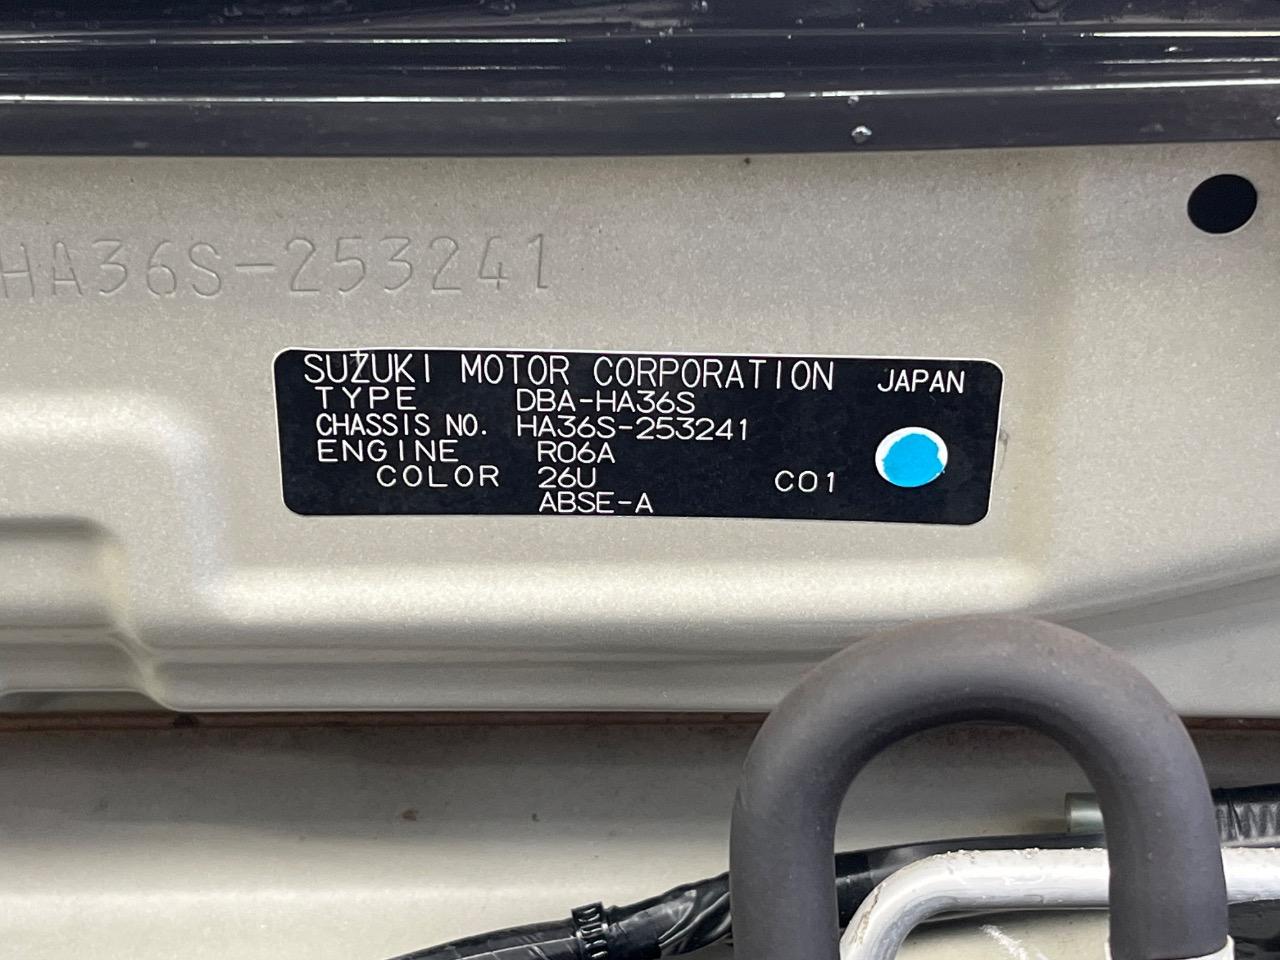 HA36S-253241
SUZUKI MOTOR CORPORATION JAPAN
TYPE DBA-HA36S
CHASSIS NO. HA36S-253241
ENGINE R06A
COLOR 26U C01
ABSE-A